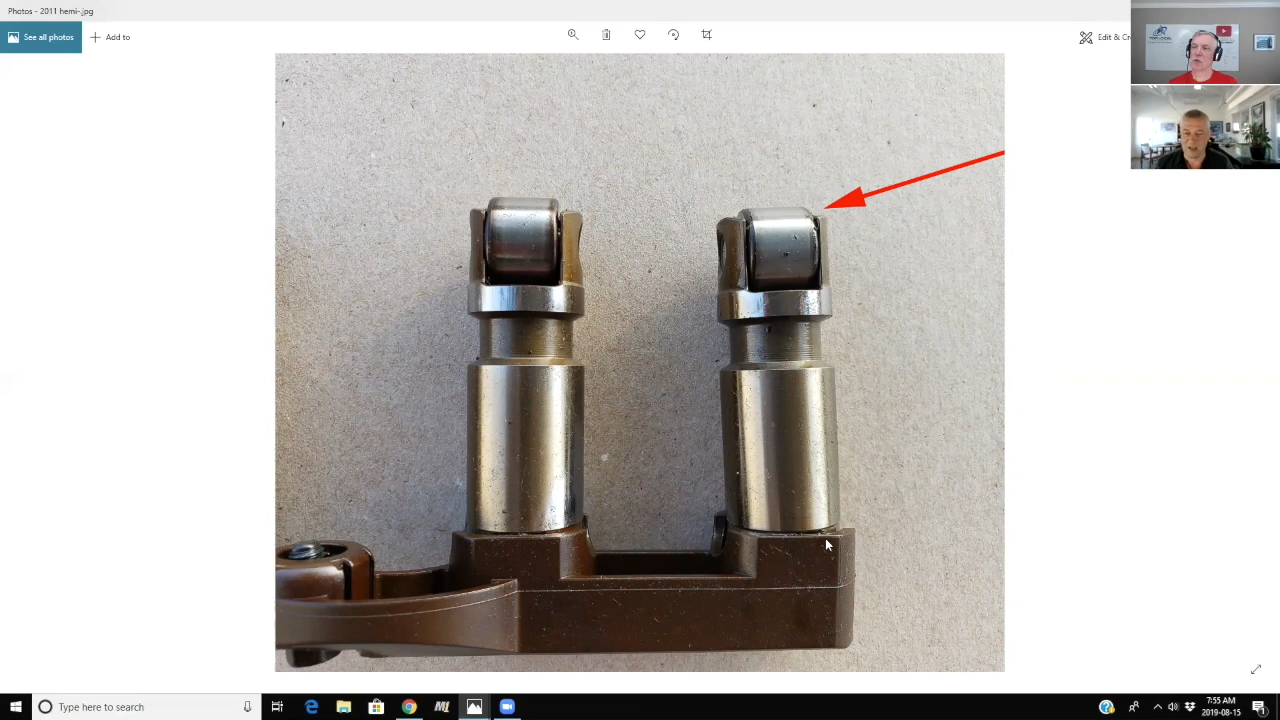 Photos - 2011 hemi-.jpg
See all photos
Add to
Edit & Cr
Type here to search
7:55 AM
2019-08-15